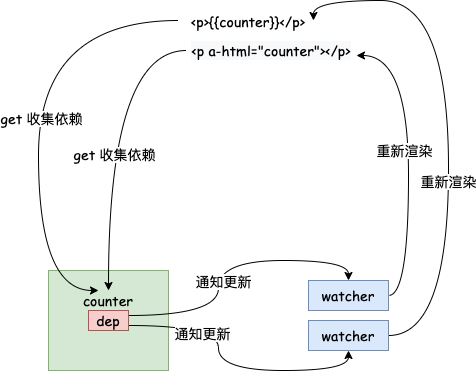 <p>{{counter}}</p>
<p a-html="counter"></p>
get 收集依赖
get 收集依赖
重新渲染
重新渲染
通知更新
counter
watcher
dep
通知更新
watcher